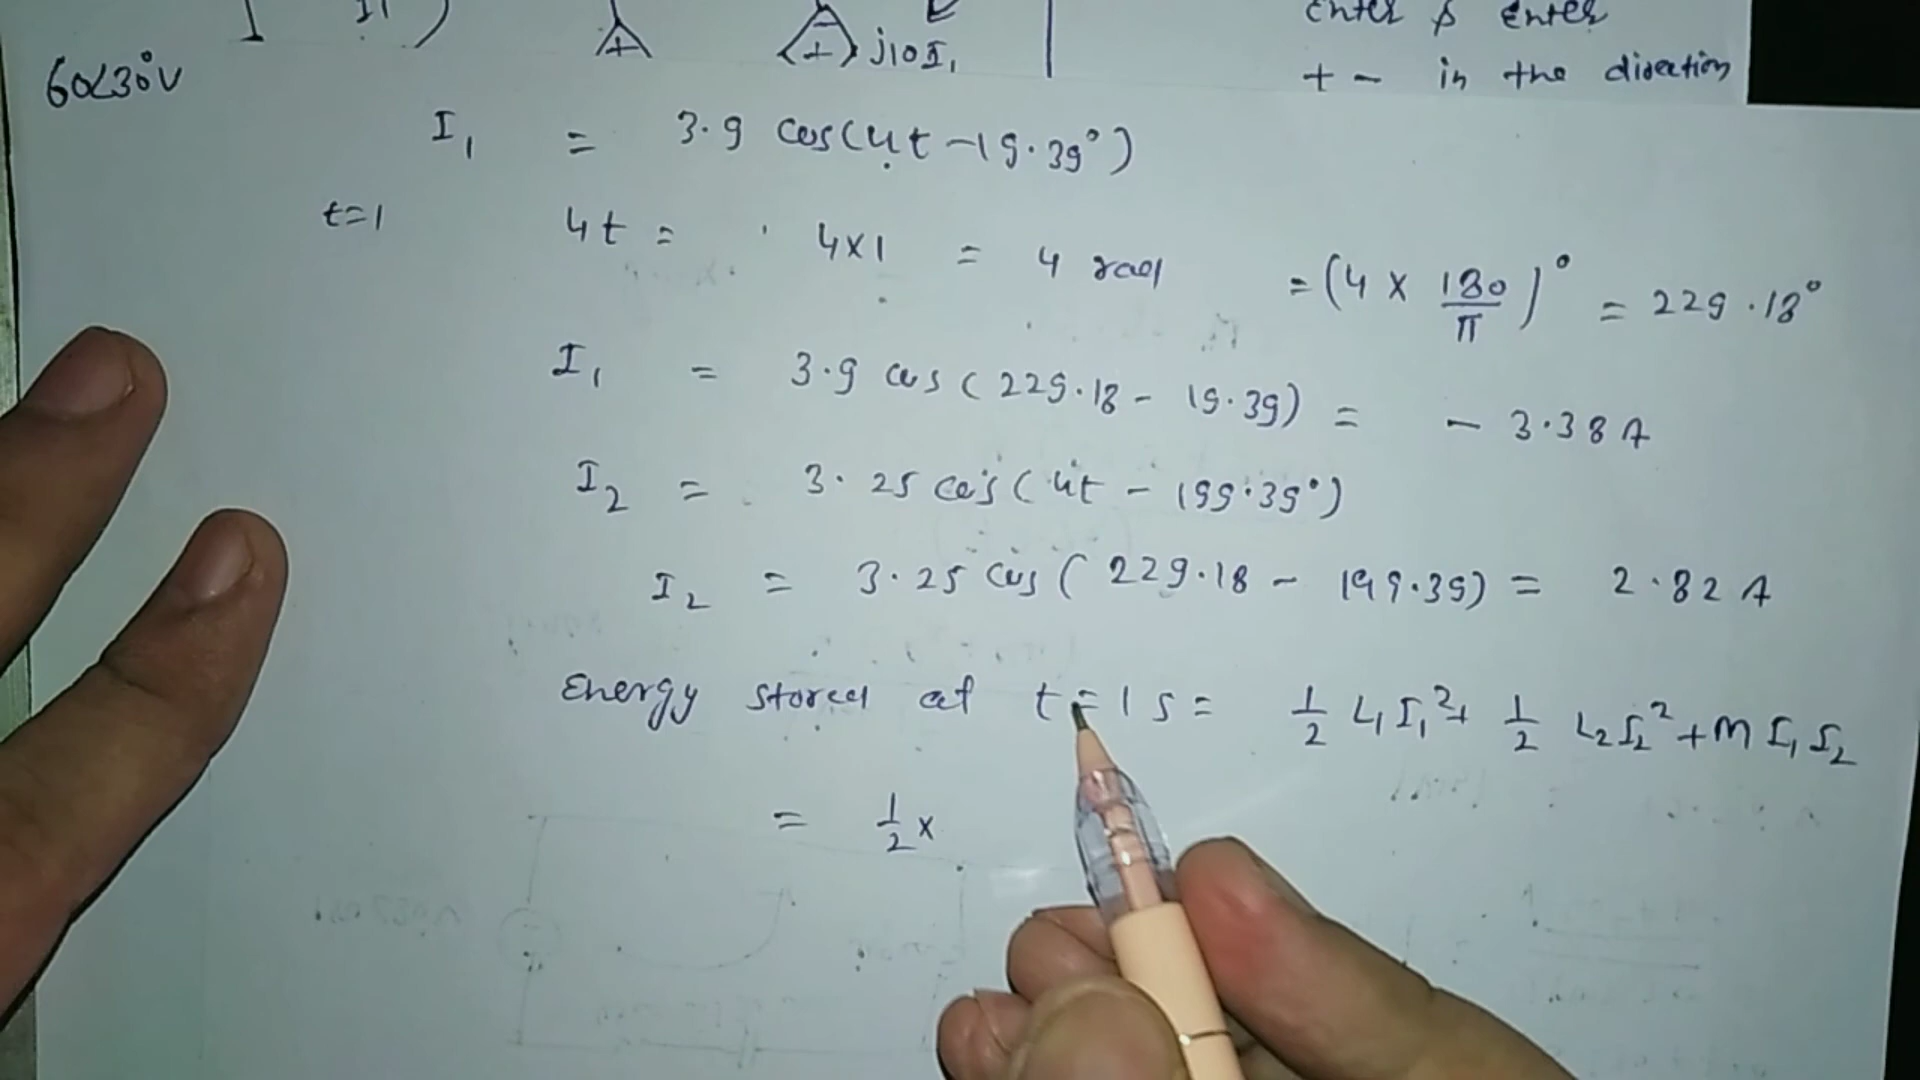 enter & enter
j10I₁
+ − in the direction
60∠30°V
I₁ = 3.9 cos(4t − 19.39°)
t=1 4t = 4x1 = 4 rad = (4 x 180/π)° = 229.18°
I₁ = 3.9 cos(229.18 − 19.39) = − 3.38 A
I₂ = 3.25 cos(4t − 199.39°)
I₂ = 3.25 cos(229.18 − 199.39) = 2.82 A
Energy stored at t=1 s = 1/2 L₁I₁² + 1/2 L₂I₂² + M I₁ I₂
= 1/2 x